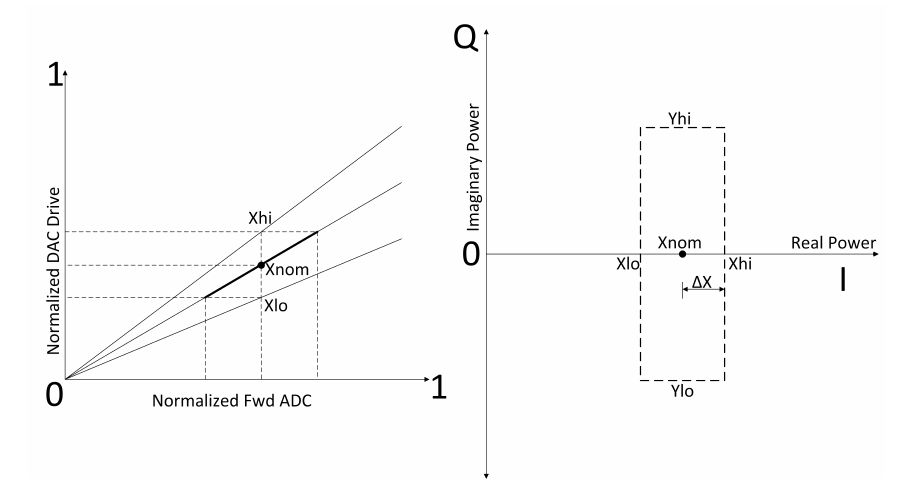 1
Normalized DAC Drive
Xhi
Xnom
Xlo
0
1
Normalized Fwd ADC
Q
Imaginary Power
Yhi
0
Xnom
Real Power
Xlo
Xhi
I
ΔX
Ylo